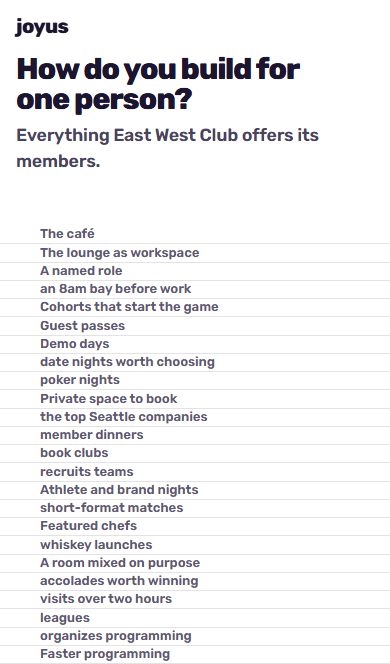 joyus
How do you build for
one person?
Everything East West Club offers its
members.
The café
The lounge as workspace
A named role
an 8am bay before work
Cohorts that start the game
Guest passes
Demo days
date nights worth choosing
poker nights
Private space to book
the top Seattle companies
member dinners
book clubs
recruits teams
Athlete and brand nights
short-format matches
Featured chefs
whiskey launches
A room mixed on purpose
accolades worth winning
visits over two hours
leagues
organizes programming
Faster programming